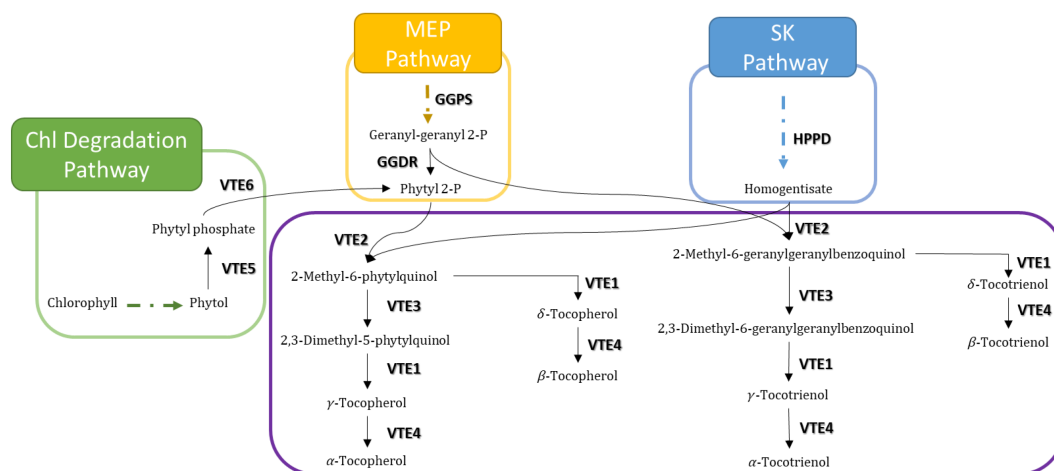 MEP
Pathway
SK
Pathway
Chl Degradation
Pathway
GGPS
Geranyl-geranyl 2-P
GGDR
Phytyl 2-P
HPPD
Homogentisate
VTE6
Phytyl phosphate
VTE5
Chlorophyll
Phytol
VTE2
2-Methyl-6-phytylquinol
VTE3
2,3-Dimethyl-5-phytylquinol
VTE1
γ-Tocopherol
VTE4
α-Tocopherol
VTE1
δ-Tocopherol
VTE4
β-Tocopherol
VTE2
2-Methyl-6-geranylgeranylbenzoquinol
VTE3
2,3-Dimethyl-6-geranylgeranylbenzoquinol
VTE1
γ-Tocotrienol
VTE4
α-Tocotrienol
VTE1
δ-Tocotrienol
VTE4
β-Tocotrienol